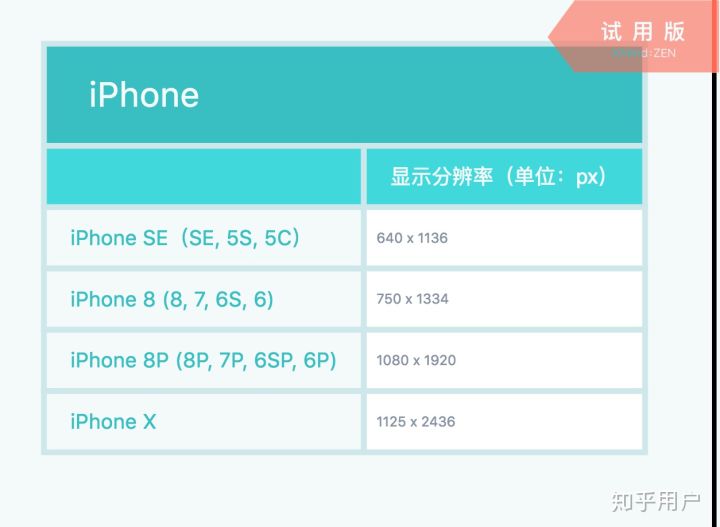 试用版
iPhone
显示分辨率（单位：px）
iPhone SE（SE, 5S, 5C）
640 x 1136
iPhone 8 (8, 7, 6S, 6)
750 x 1334
iPhone 8P (8P, 7P, 6SP, 6P)
1080 x 1920
iPhone X
1125 x 2436
知乎用户